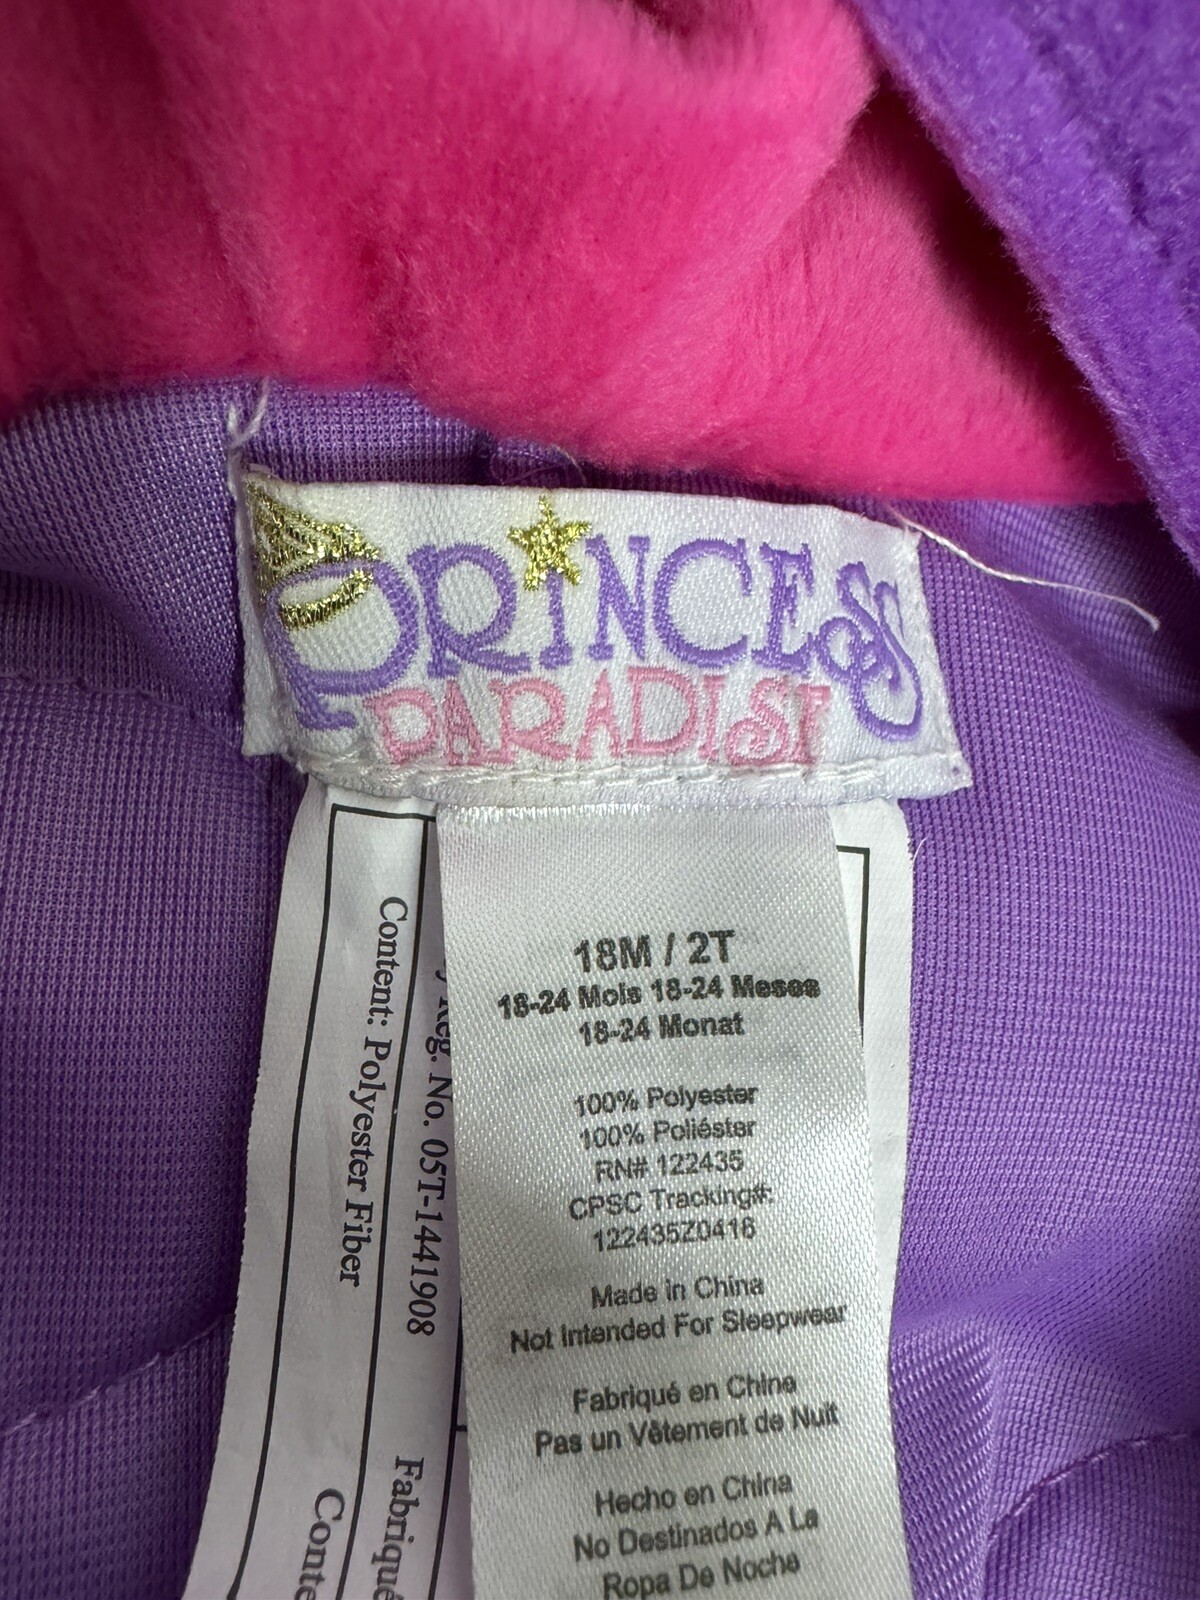 PRINCESS
PARADISE
18M / 2T
18-24 Mois 18-24 Meses
18-24 Monat
100% Polyester
100% Poliéster
RN# 122435
CPSC Tracking#:
122435Z0416
Made in China
Not Intended For Sleepwear
Fabriqué en Chine
Pas un Vêtement de Nuit
Hecho en China
No Destinados A La
Ropa De Noche
Reg. No. 05T-1441908
Content: Polyester Fiber
Fabriqué